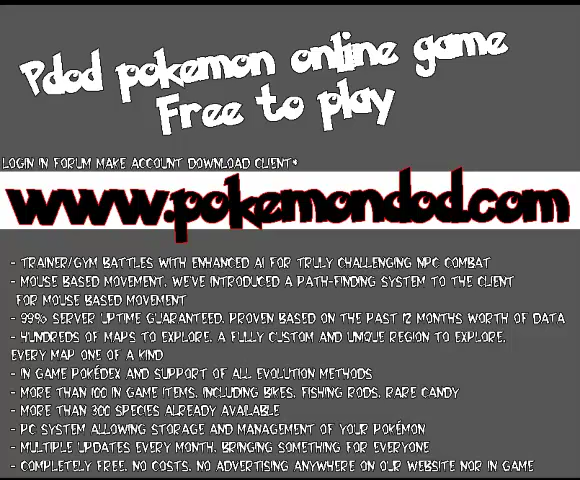 Pdod pokemon online game
Free to play
LOGIN IN FORUM MAKE ACCOUNT DOWNLOAD CLIENT*
www.pokemondod.com
- TRAINER/GYM BATTLES WITH ENHANCED AI FOR TRULY CHALLENGING NPC COMBAT
- MOUSE BASED MOVEMENT. WE'VE INTRODUCED A PATH-FINDING SYSTEM TO THE CLIENT
FOR MOUSE BASED MOVEMENT
- 99% SERVER UPTIME GUARANTEED. PROVEN BASED ON THE PAST 12 MONTHS WORTH OF DATA
- HUNDREDS OF MAPS TO EXPLORE. A FULLY CUSTOM AND UNIQUE REGION TO EXPLORE.
EVERY MAP ONE OF A KIND
- IN GAME POKÉDEX AND SUPPORT OF ALL EVOLUTION METHODS
- MORE THAN 100 IN GAME ITEMS. INCLUDING BIKES. FISHING RODS. RARE CANDY
- MORE THAN 300 SPECIES ALREADY AVAILABLE
- PC SYSTEM ALLOWING STORAGE AND MANAGEMENT OF YOUR POKÉMON
- MULTIPLE UPDATES EVERY MONTH. BRINGING SOMETHING FOR EVERYONE
- COMPLETELY FREE. NO COSTS. NO ADVERTISING ANYWHERE ON OUR WEBSITE NOR IN GAME